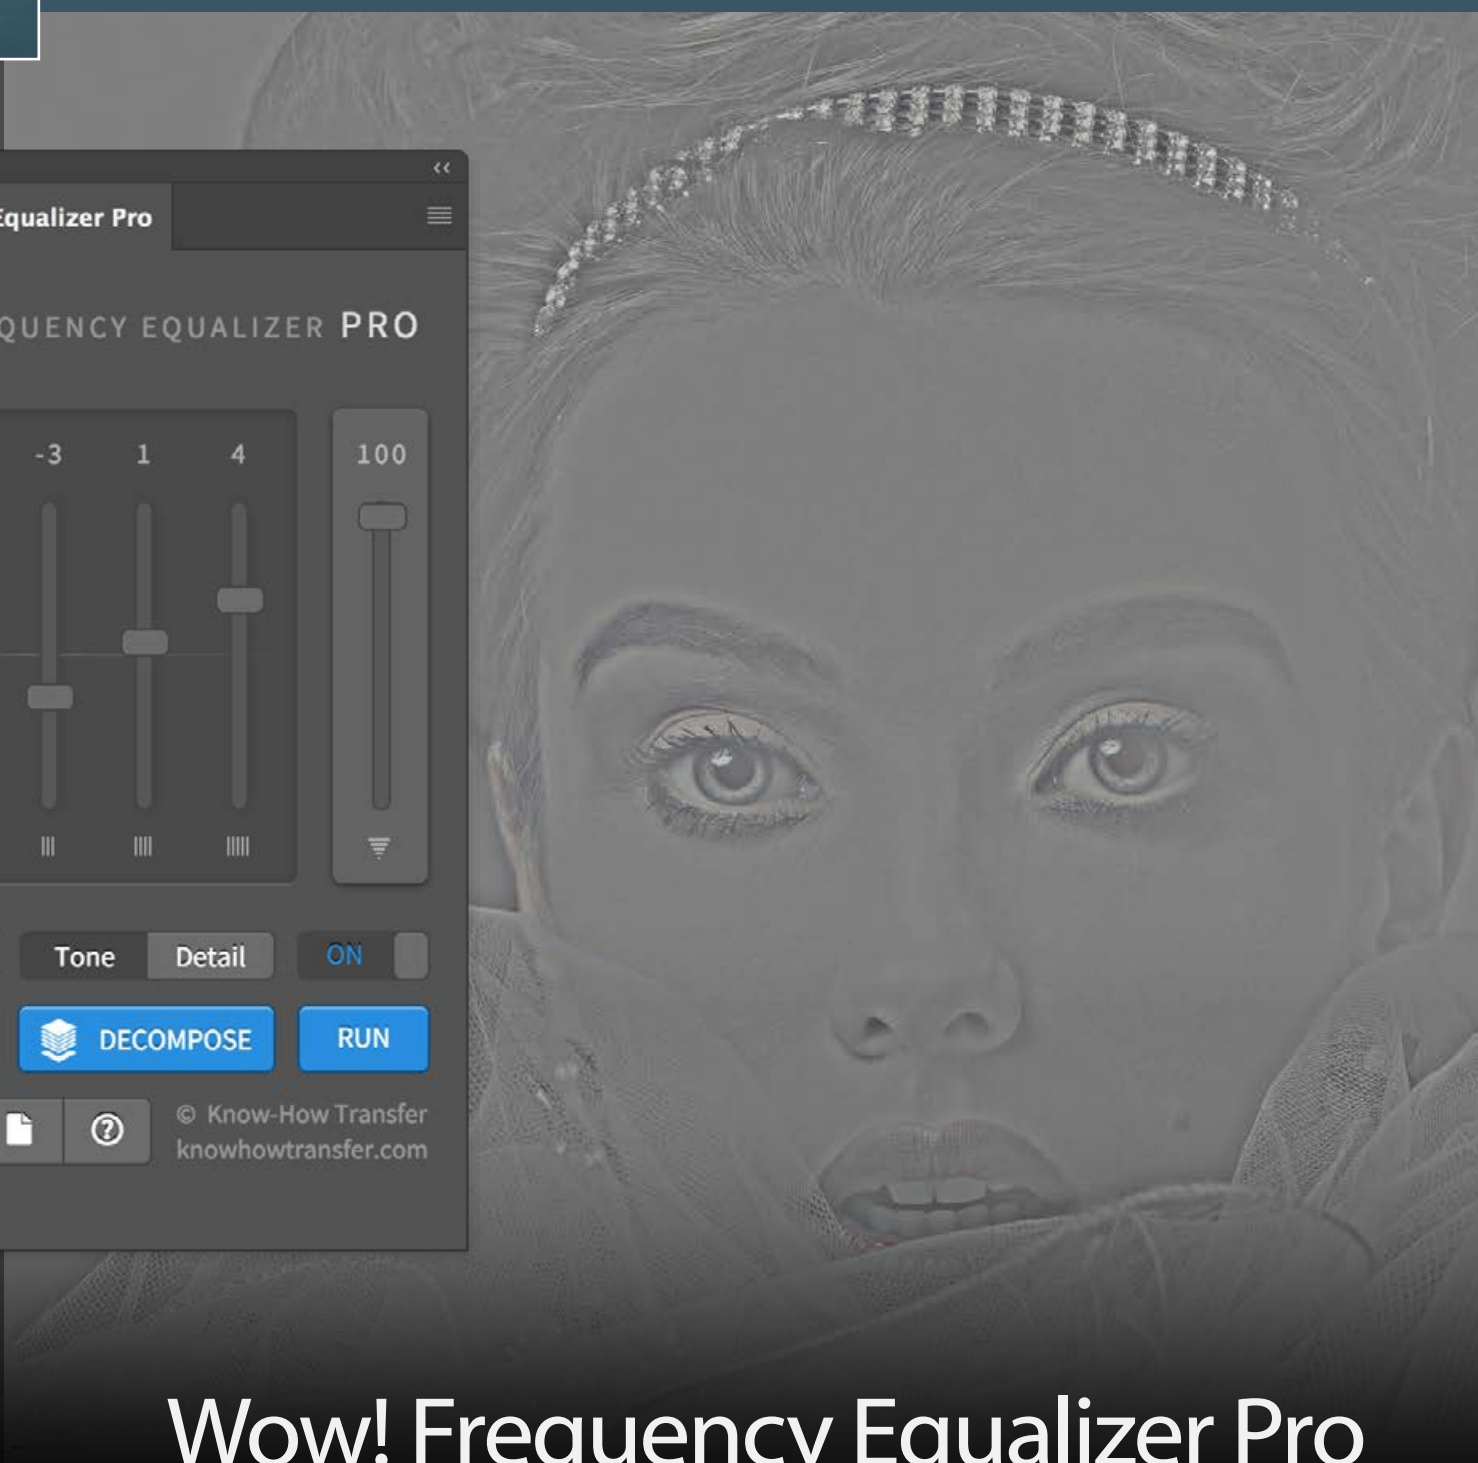 Equalizer Pro
QUENCY EQUALIZER PRO
-3 1 4 100
Tone Detail ON
DECOMPOSE RUN
© Know-How Transfer
knowhowtransfer.com
Wow! Frequency Equalizer Pro